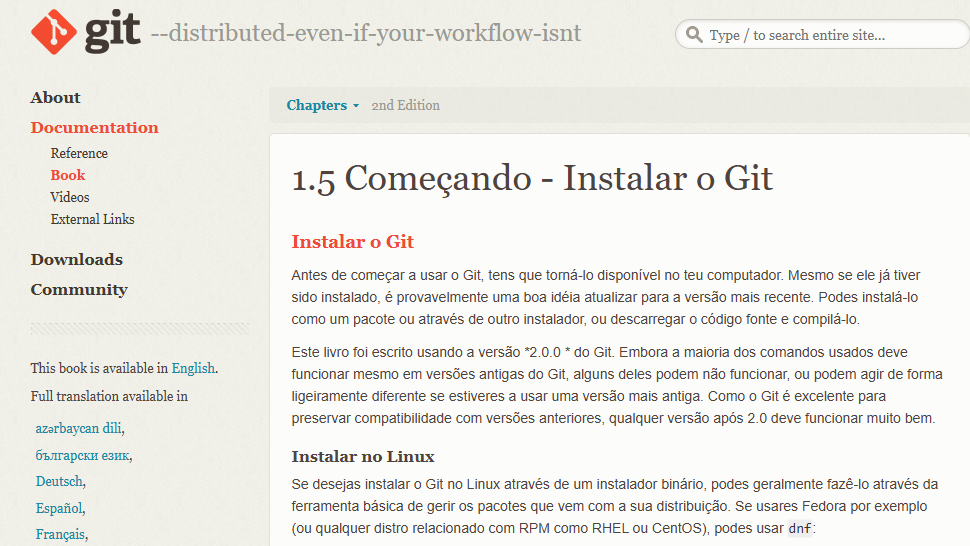 git --distributed-even-if-your-workflow-isnt
Type / to search entire site...
About
Documentation
Reference
Book
Videos
External Links
Downloads
Community
This book is available in English.
Full translation available in
azərbaycan dili,
български език,
Deutsch,
Español,
Français,
Chapters 2nd Edition
1.5 Começando - Instalar o Git
Instalar o Git
Antes de começar a usar o Git, tens que torná-lo disponível no teu computador. Mesmo se ele já tiver
sido instalado, é provavelmente uma boa idéia atualizar para a versão mais recente. Podes instalá-lo
como um pacote ou através de outro instalador, ou descarregar o código fonte e compilá-lo.
Este livro foi escrito usando a versão *2.0.0 * do Git. Embora a maioria dos comandos usados deve
funcionar mesmo em versões antigas do Git, alguns deles podem não funcionar, ou podem agir de forma
ligeiramente diferente se estiveres a usar uma versão mais antiga. Como o Git é excelente para
preservar compatibilidade com versões anteriores, qualquer versão após 2.0 deve funcionar muito bem.
Instalar no Linux
Se desejas instalar o Git no Linux através de um instalador binário, podes geralmente fazê-lo através da
ferramenta básica de gerir os pacotes que vem com a sua distribuição. Se usares Fedora por exemplo
(ou qualquer distro relacionado com RPM como RHEL ou CentOS), podes usar dnf: